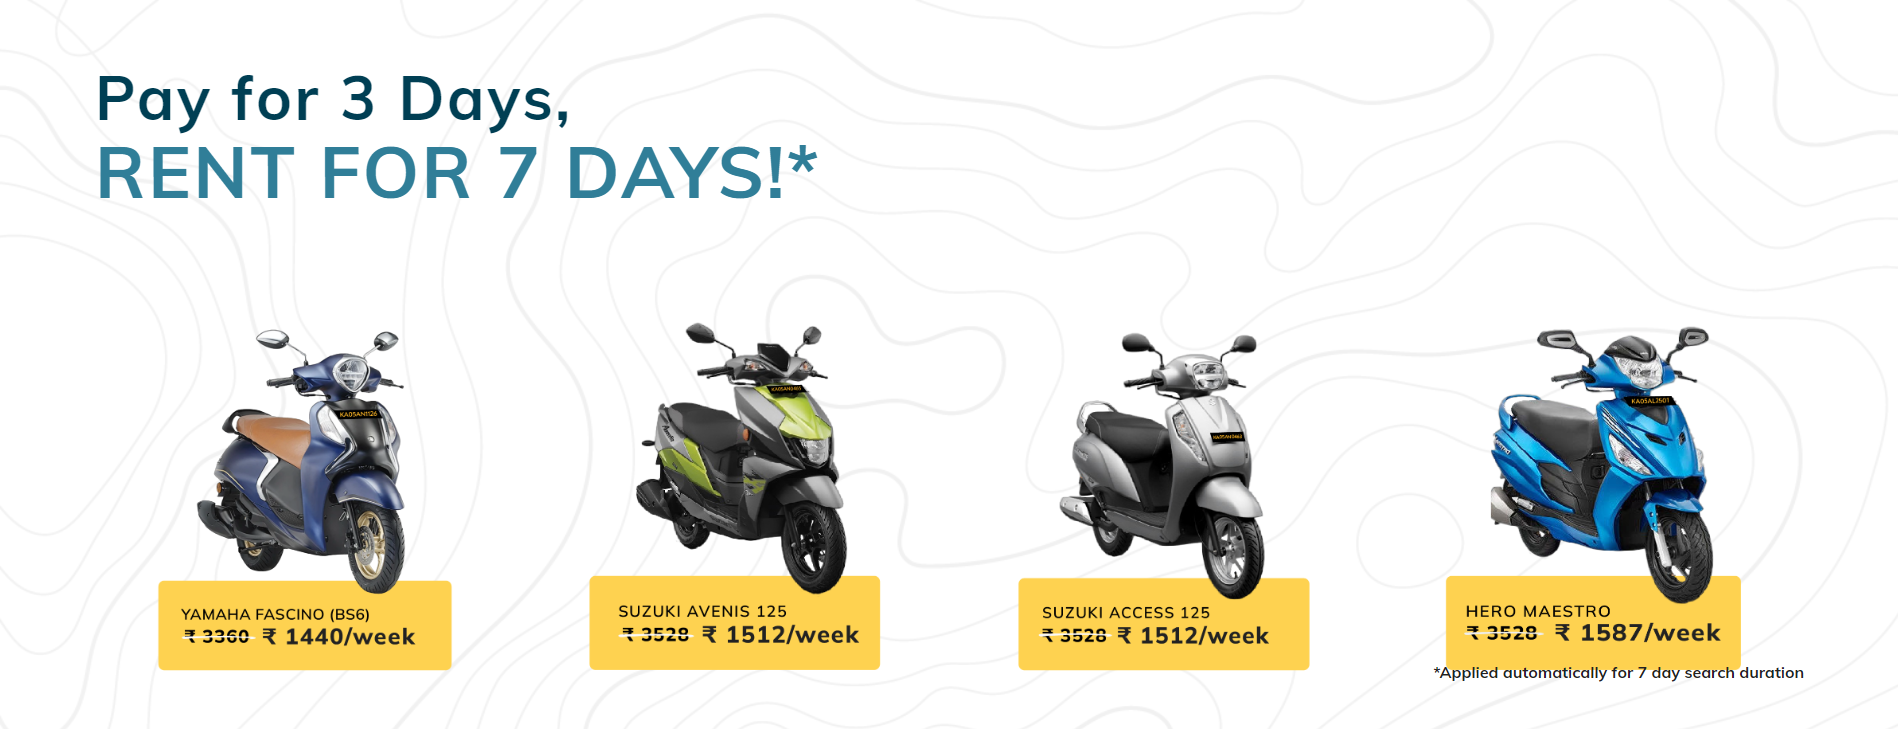 Pay for 3 Days,
RENT FOR 7 DAYS!*
KA05AN1126
YAMAHA FASCINO (BS6)
₹ 3360 ₹ 1440/week
SUZUKI AVENIS 125
₹ 3528 ₹ 1512/week
SUZUKI ACCESS 125
₹ 3528 ₹ 1512/week
HERO MAESTRO
₹ 3528 ₹ 1587/week
*Applied automatically for 7 day search duration